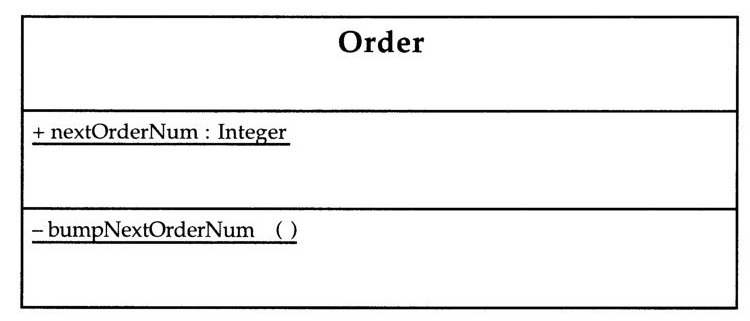 Order
+ nextOrderNum : Integer
– bumpNextOrderNum ( )